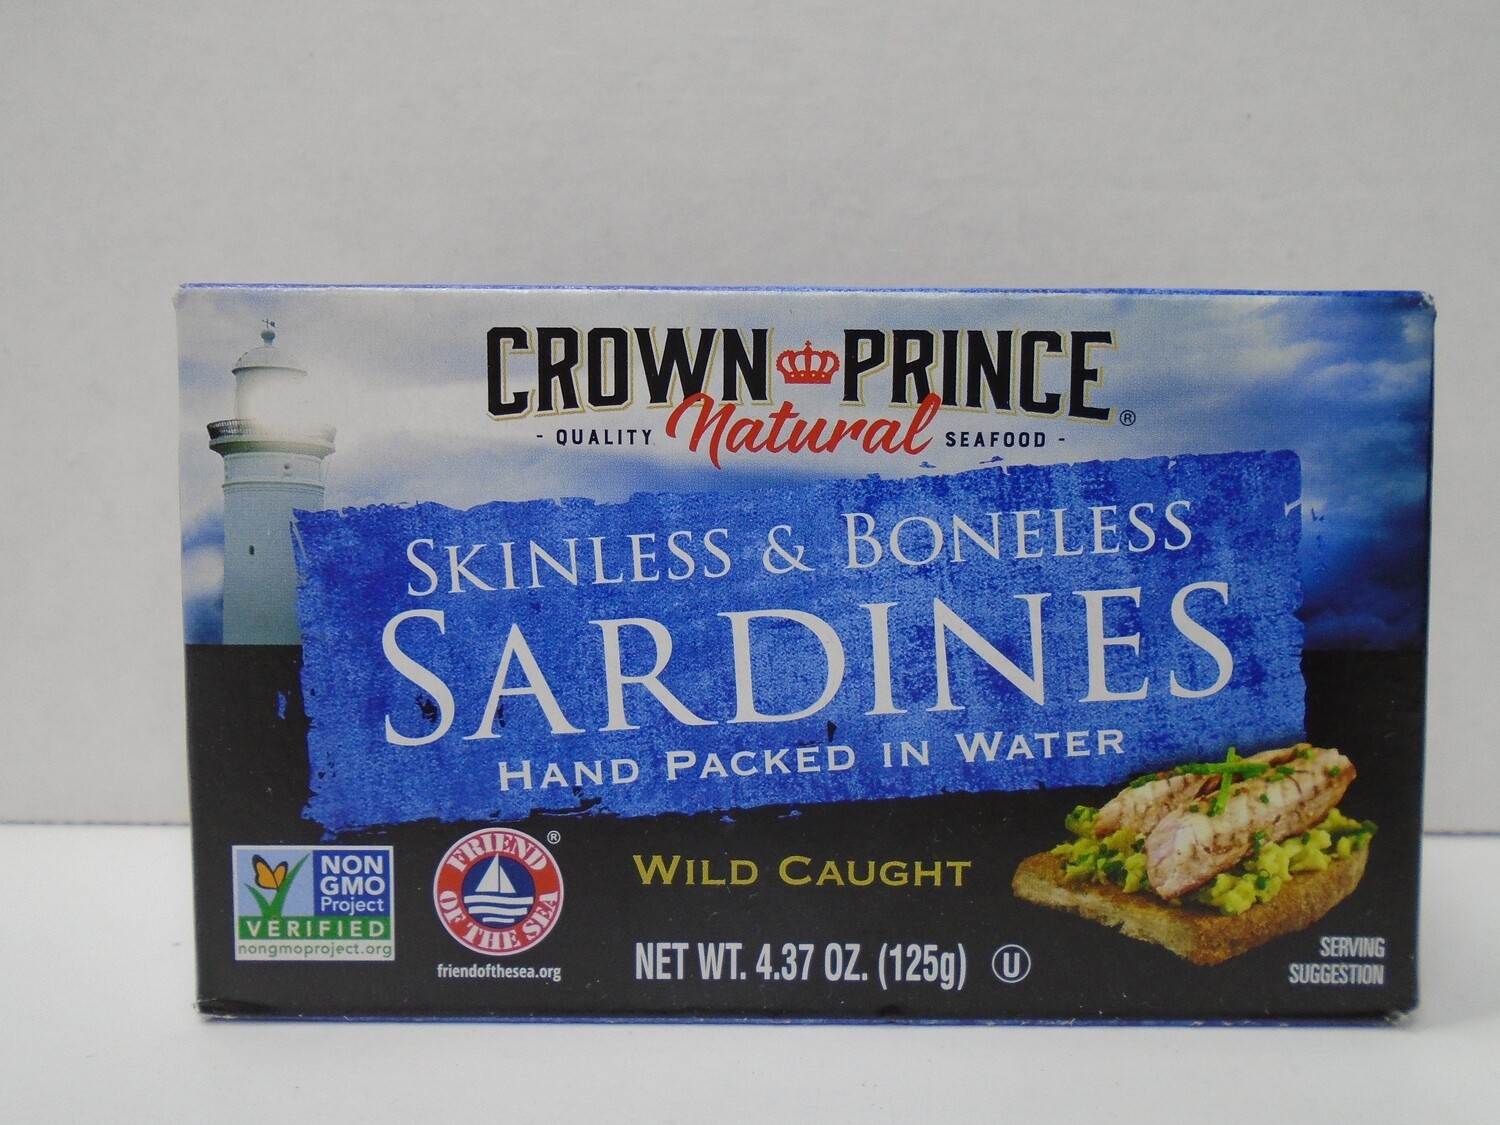 CROWN PRINCE®
- QUALITY Natural SEAFOOD -
SKINLESS & BONELESS
SARDINES
HAND PACKED IN WATER
NON
GMO
Project
VERIFIED
nongmoproject.org
FRIEND OF THE SEA ®
friendofthesea.org
WILD CAUGHT
NET WT. 4.37 OZ. (125g) U
SERVING
SUGGESTION